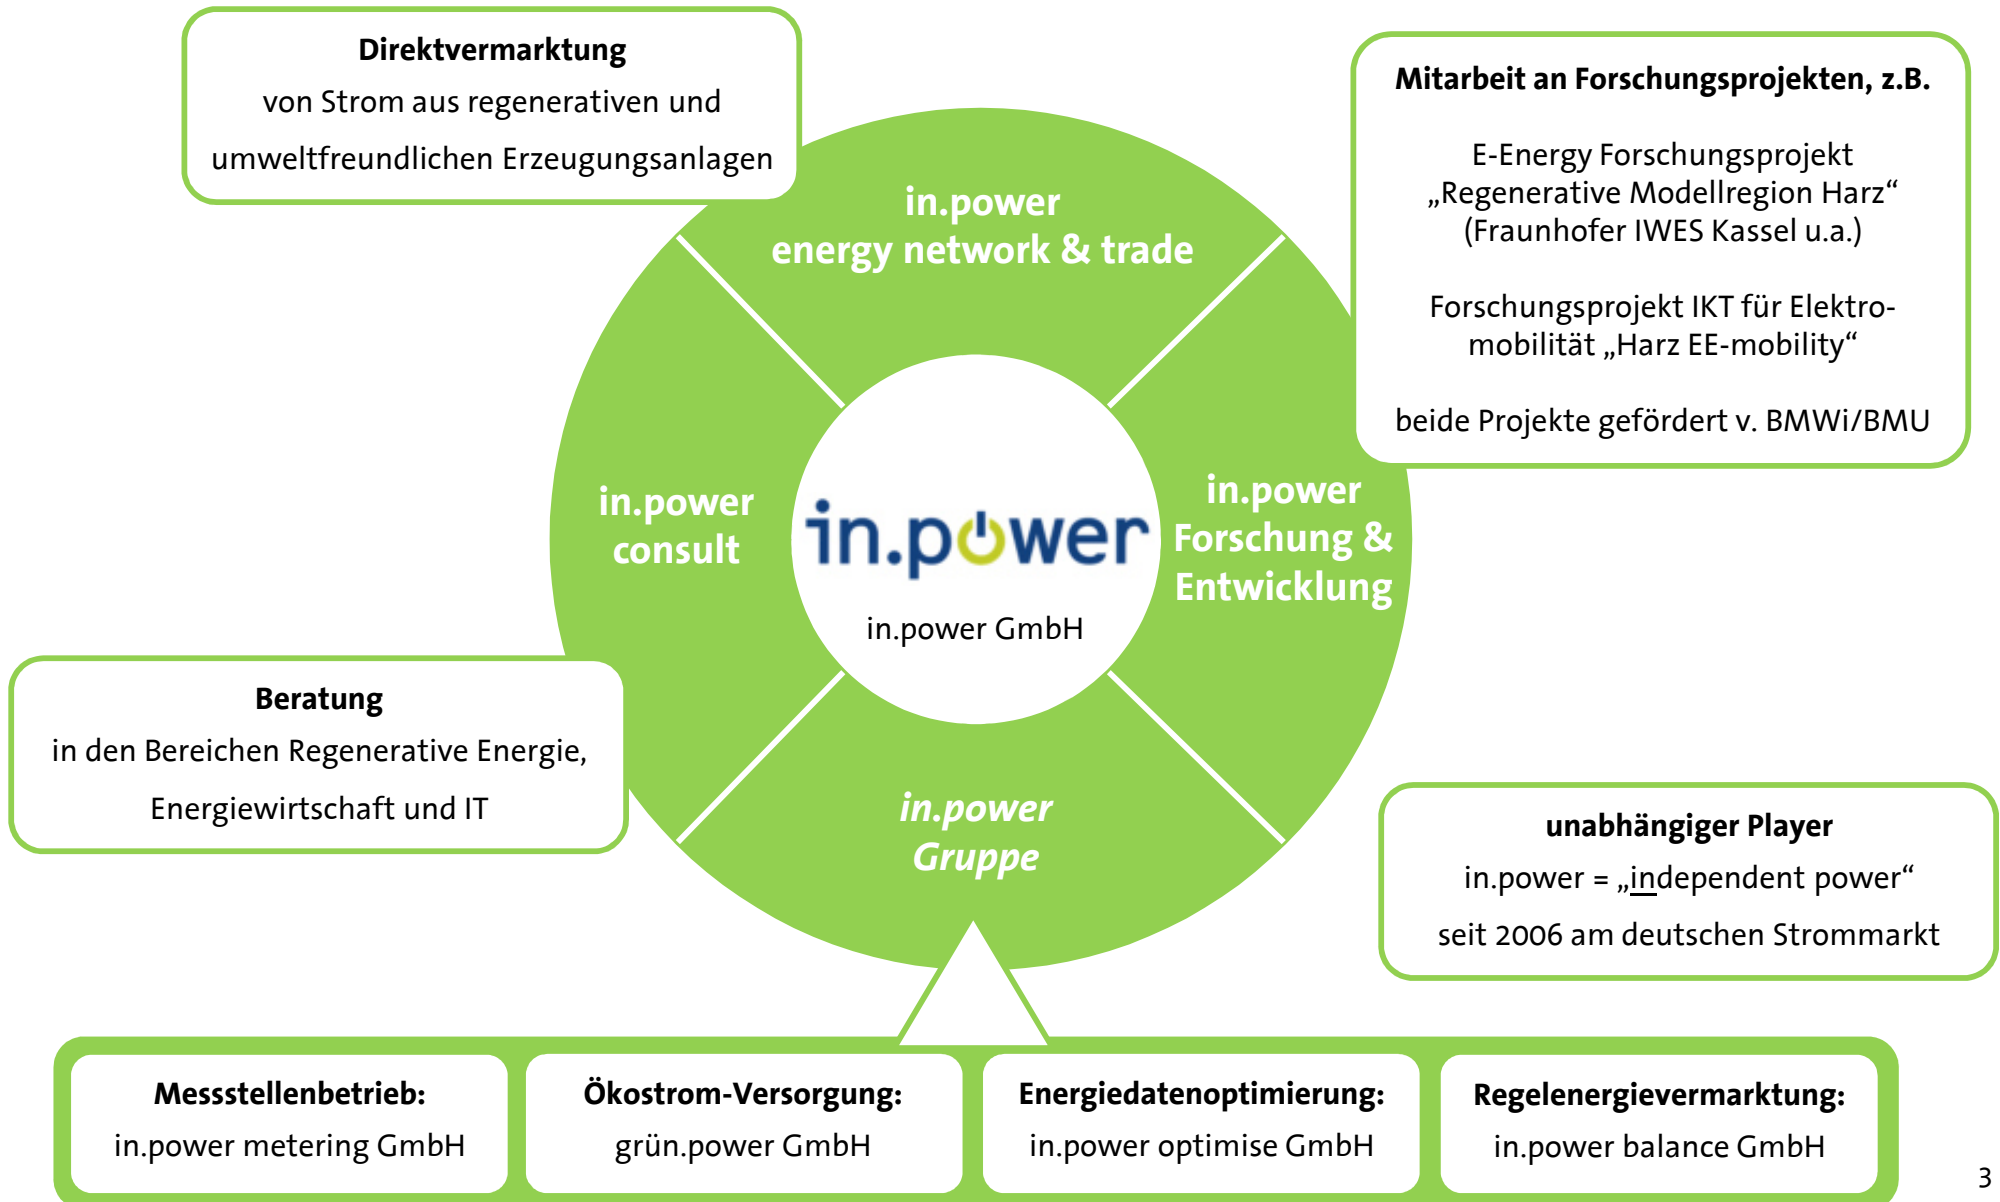 Direktvermarktung
von Strom aus regenerativen und
umweltfreundlichen Erzeugungsanlagen
Mitarbeit an Forschungsprojekten, z.B.
E-Energy Forschungsprojekt
„Regenerative Modellregion Harz“
(Fraunhofer IWES Kassel u.a.)
Forschungsprojekt IKT für Elektro-
mobilität „Harz EE-mobility“
beide Projekte gefördert v. BMWi/BMU
in.power
energy network & trade
in.power
consult
in.power
in.power GmbH
in.power
Forschung &
Entwicklung
Beratung
in den Bereichen Regenerative Energie,
Energiewirtschaft und IT
in.power
Gruppe
unabhängiger Player
in.power = „independent power“
seit 2006 am deutschen Strommarkt
Messstellenbetrieb:
in.power metering GmbH
Ökostrom-Versorgung:
grün.power GmbH
Energiedatenoptimierung:
in.power optimise GmbH
Regelenergievermarktung:
in.power balance GmbH
3